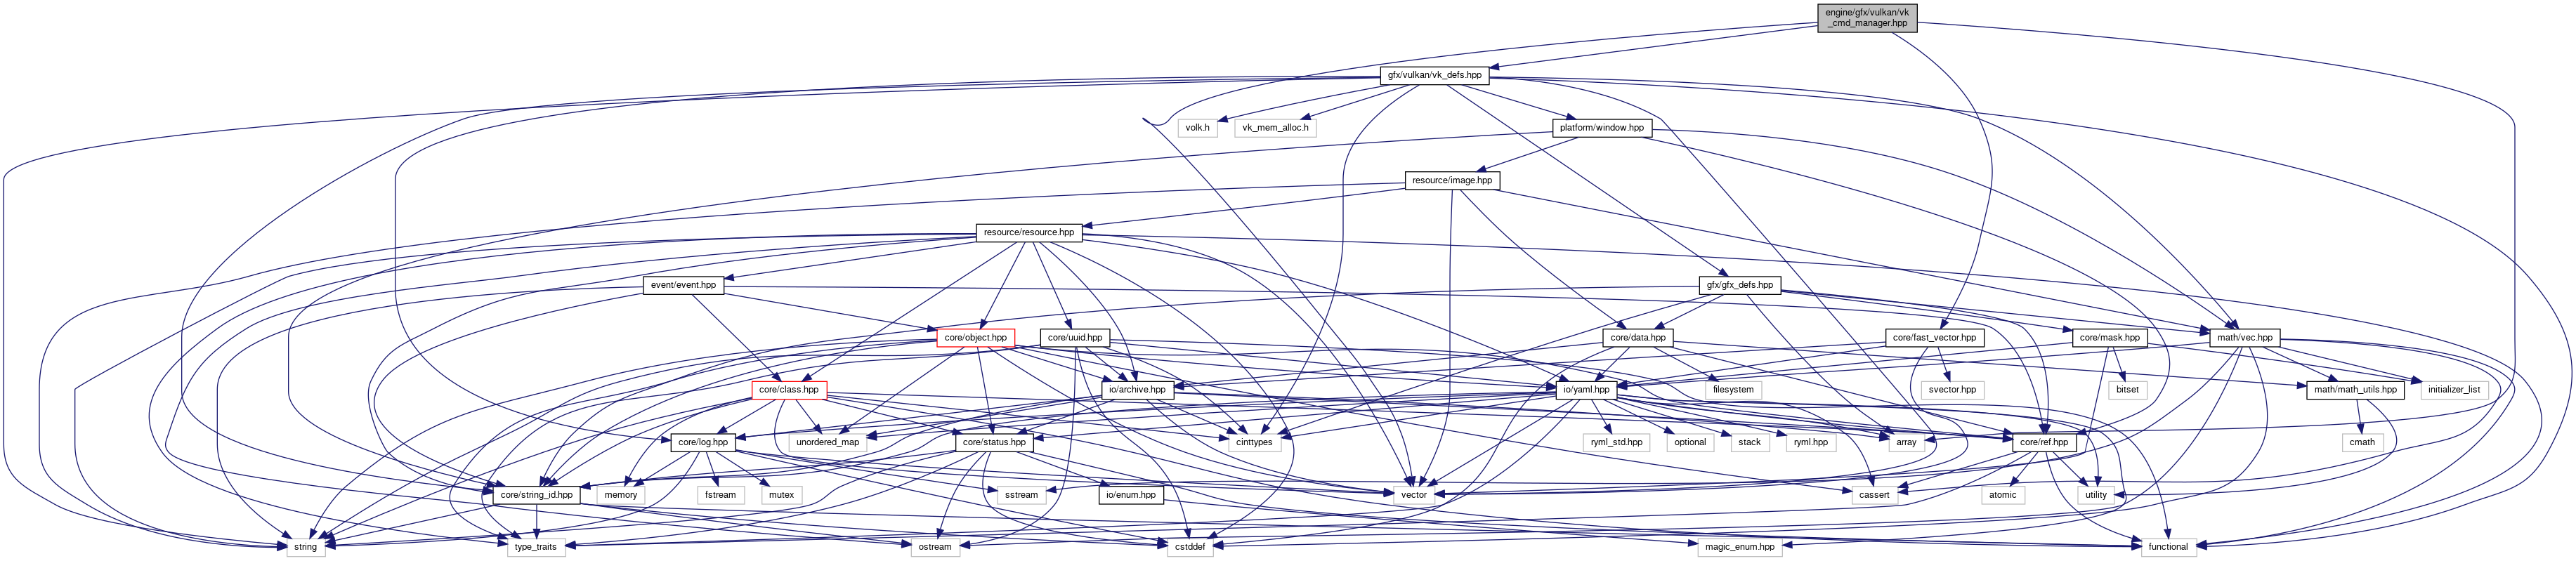 engine/gfx/vulkan/vk
_cmd_manager.hpp
gfx/vulkan/vk_defs.hpp
volk.h
vk_mem_alloc.h
platform/window.hpp
resource/image.hpp
resource/resource.hpp
event/event.hpp
gfx/gfx_defs.hpp
core/object.hpp
core/uuid.hpp
core/data.hpp
core/fast_vector.hpp
core/mask.hpp
math/vec.hpp
core/class.hpp
io/archive.hpp
io/yaml.hpp
filesystem
svector.hpp
bitset
math/math_utils.hpp
initializer_list
core/log.hpp
unordered_map
core/status.hpp
cinttypes
ryml_std.hpp
optional
stack
ryml.hpp
array
core/ref.hpp
cmath
core/string_id.hpp
memory
fstream
mutex
sstream
io/enum.hpp
vector
cassert
atomic
utility
string
type_traits
ostream
cstddef
magic_enum.hpp
functional